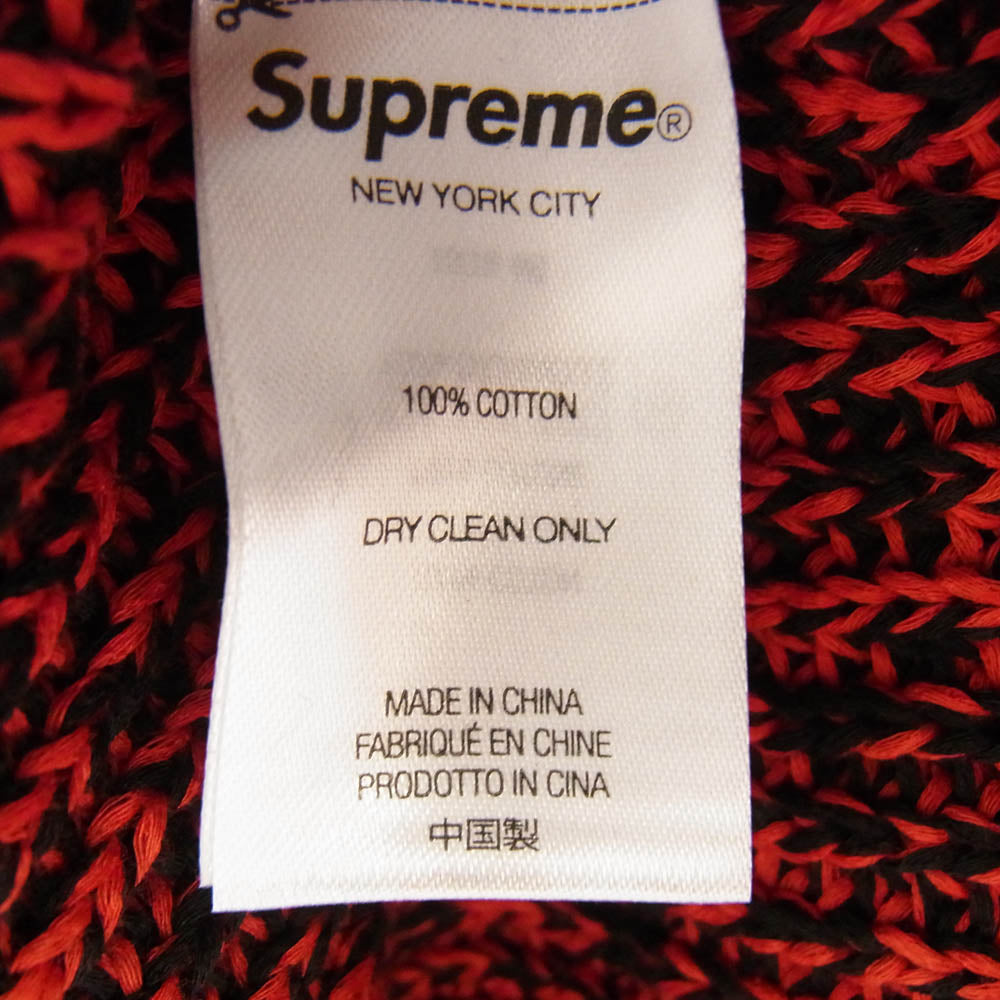 Supreme®
NEW YORK CITY
100% COTTON
DRY CLEAN ONLY
MADE IN CHINA
FABRIQUÉ EN CHINE
PRODOTTO IN CINA
中国製